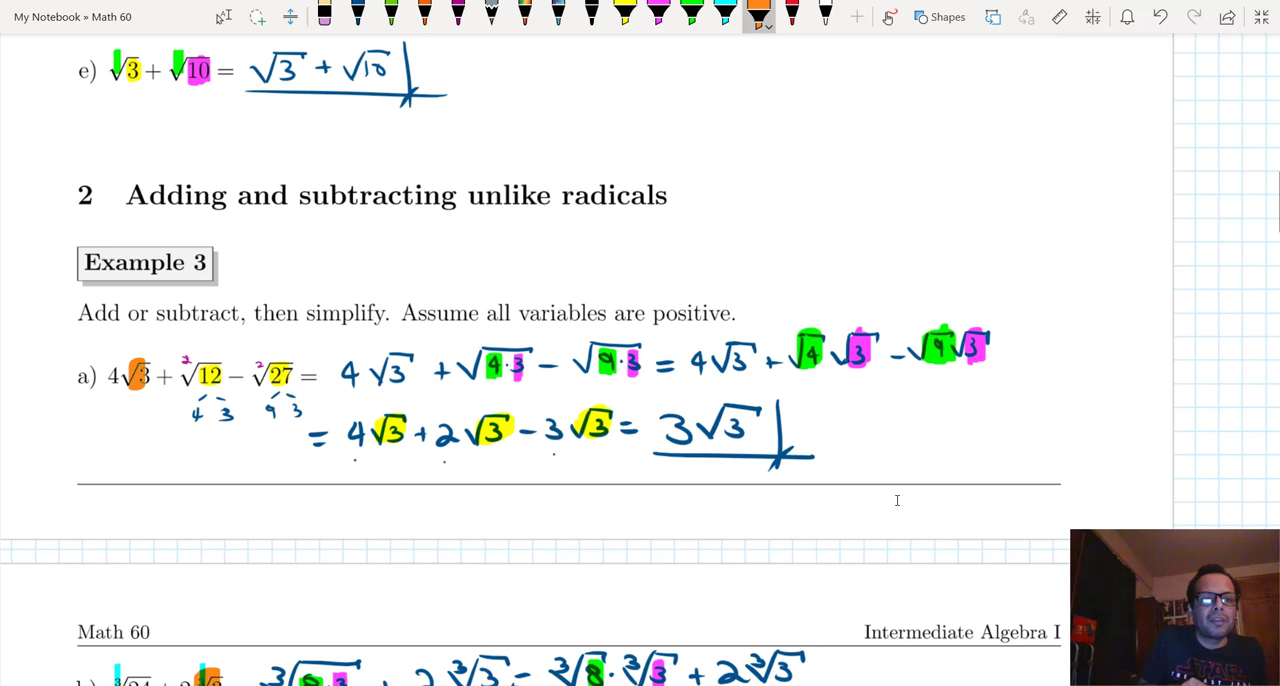 My Notebook » Math 60
Shapes
e) √3 + √10 = √3 + √10
2 Adding and subtracting unlike radicals
Example 3
Add or subtract, then simplify. Assume all variables are positive.
a) 4√3 + ²√12 − ²√27 = 4√3 + √4·3 − √9·3 = 4√3 + √4 √3 − √9 √3
4 3 9 3
= 4√3 + 2√3 − 3√3 = 3√3
Math 60 Intermediate Algebra I